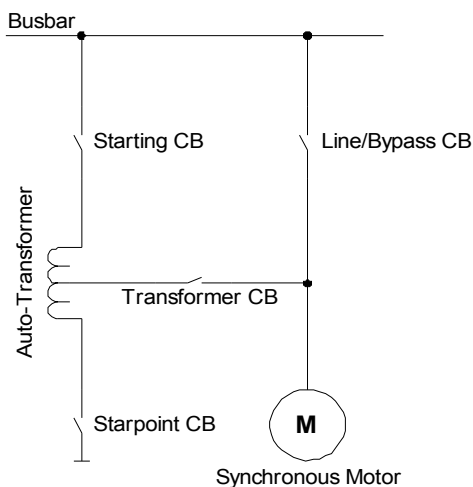 Busbar
Starting CB
Line/Bypass CB
Auto-Transformer
Transformer CB
Starpoint CB
M
Synchronous Motor